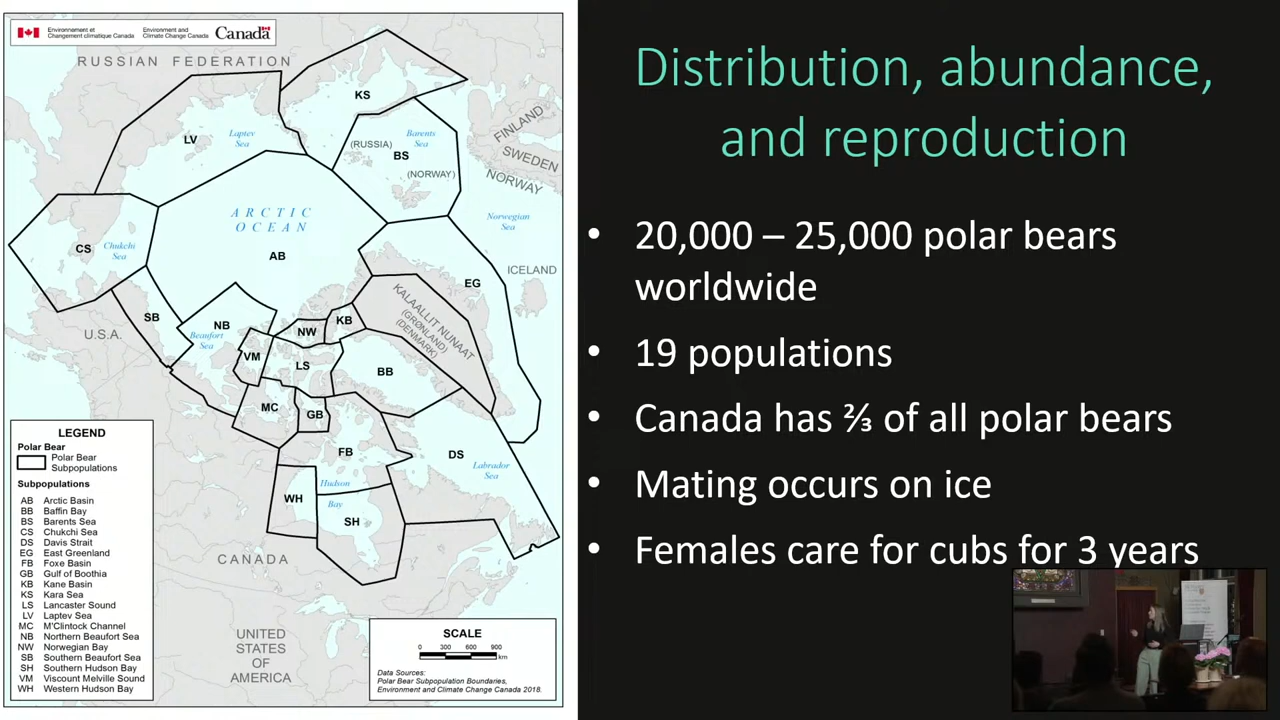 Environnement et
Changement climatique Canada
Environment and
Climate Change Canada
Canada
RUSSIAN FEDERATION
KS
LV
Laptev
Sea
Barents
Sea
(RUSSIA)
BS
(NORWAY)
FINLAND
SWEDEN
NORWAY
ARCTIC
OCEAN
AB
Norwegian
Sea
CS
Chukchi
Sea
ICELAND
EG
KALAALLIT NUNAAT
(GRØNLAND)
(DENMARK)
SB
NB
Beaufort
Sea
U.S.A.
NW
KB
VM
LS
BB
MC
GB
FB
DS
Labrador
Sea
Hudson
Bay
WH
SH
CANADA
UNITED
STATES
OF
AMERICA
LEGEND
Polar Bear
Polar Bear
Subpopulations
Subpopulations
AB Arctic Basin
BB Baffin Bay
BS Barents Sea
CS Chukchi Sea
DS Davis Strait
EG East Greenland
FB Foxe Basin
GB Gulf of Boothia
KB Kane Basin
KS Kara Sea
LS Lancaster Sound
LV Laptev Sea
MC M'Clintock Channel
NB Northern Beaufort Sea
NW Norwegian Bay
SB Southern Beaufort Sea
SH Southern Hudson Bay
VM Viscount Melville Sound
WH Western Hudson Bay
SCALE
0 300 600 900
km
Data Sources:
Polar Bear Subpopulation Boundaries,
Environment and Climate Change Canada 2018.
Distribution, abundance,
and reproduction
• 20,000 – 25,000 polar bears
worldwide
• 19 populations
• Canada has ⅔ of all polar bears
• Mating occurs on ice
• Females care for cubs for 3 years